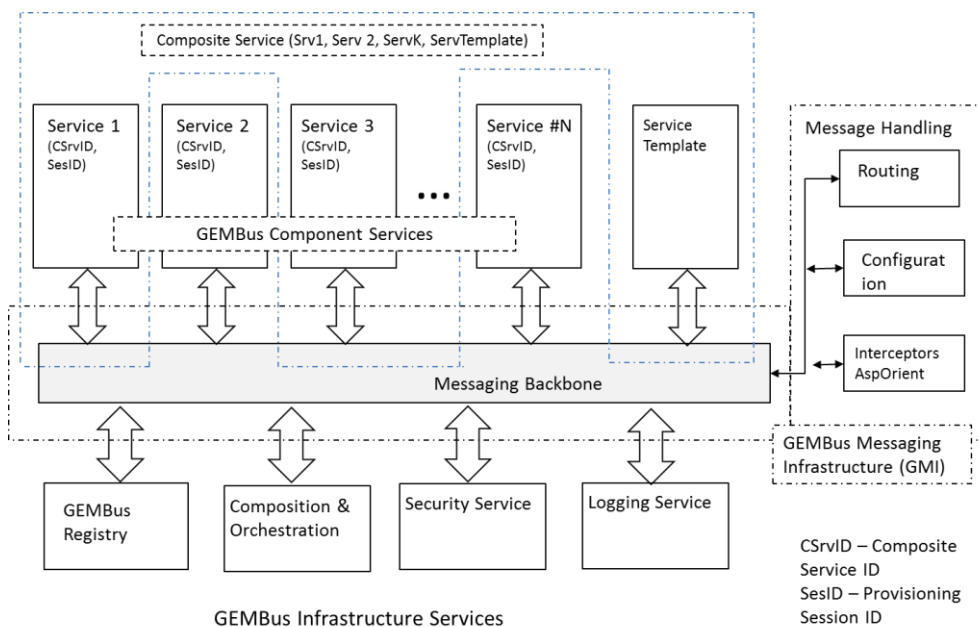 Composite Service (Srv1, Serv 2, ServK, ServTemplate)
Service 1
(CSrvID,
SesID)
Service 2
(CSrvID,
SesID)
Service 3
(CSrvID,
SesID)
...
Service #N
(CSrvID,
SesID)
Service
Template
GEMBus Component Services
Message Handling
Routing
Configurat
ion
Interceptors
AspOrient
Messaging Backbone
GEMBus Messaging
Infrastructure (GMI)
GEMBus
Registry
Composition &
Orchestration
Security Service
Logging Service
CSrvID – Composite
Service ID
SesID – Provisioning
Session ID
GEMBus Infrastructure Services